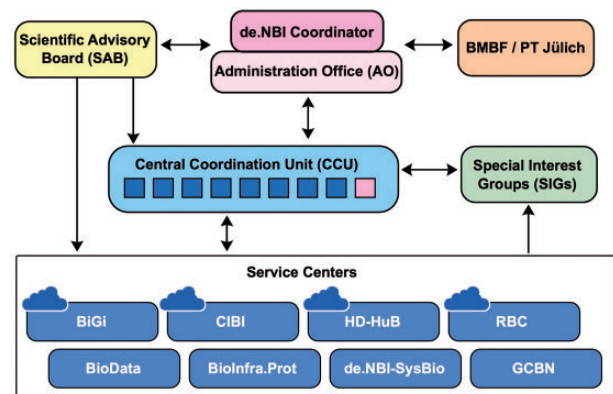 Scientific Advisory
Board (SAB)
de.NBI Coordinator
Administration Office (AO)
BMBF / PT Jülich
Central Coordination Unit (CCU)
Special Interest
Groups (SIGs)
Service Centers
BiGi
CIBI
HD-HuB
RBC
BioData
BioInfra.Prot
de.NBI-SysBio
GCBN